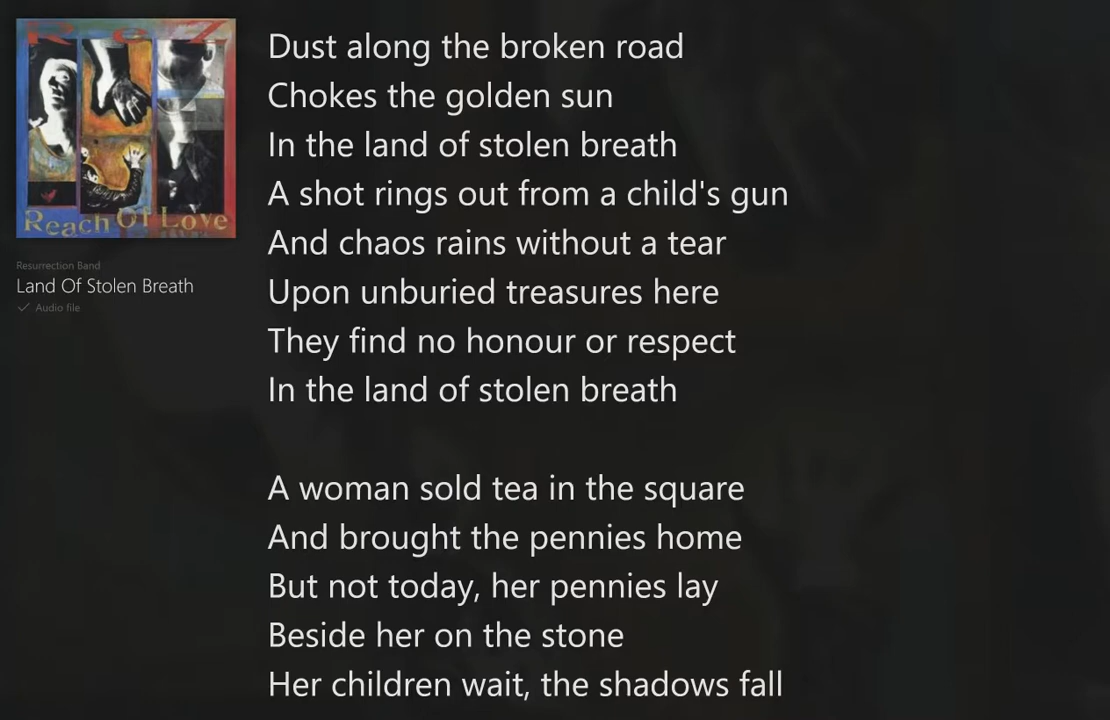 REZ
Reach Of Love
Resurrection Band
Land Of Stolen Breath
Audio file
Dust along the broken road
Chokes the golden sun
In the land of stolen breath
A shot rings out from a child's gun
And chaos rains without a tear
Upon unburied treasures here
They find no honour or respect
In the land of stolen breath
A woman sold tea in the square
And brought the pennies home
But not today, her pennies lay
Beside her on the stone
Her children wait, the shadows fall